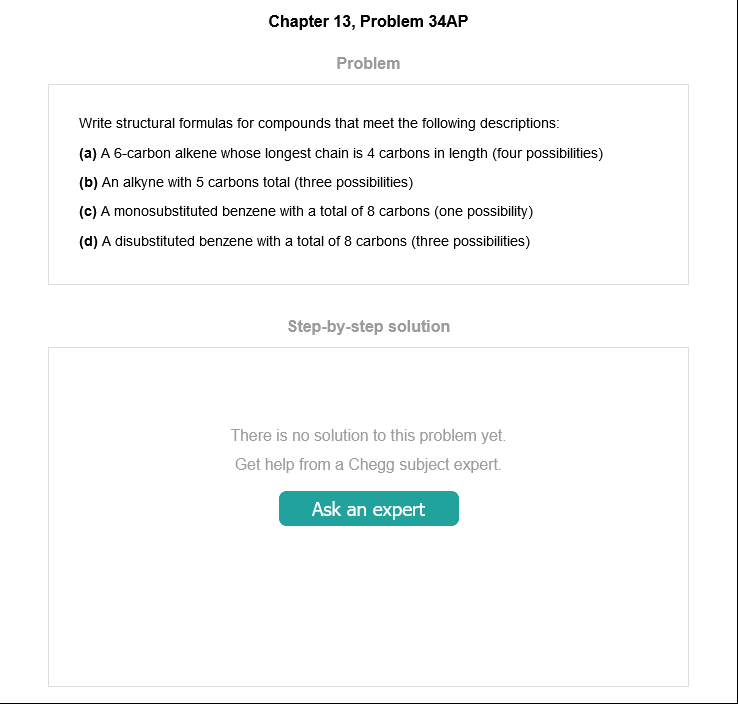 Chapter 13, Problem 34AP
Problem
Write structural formulas for compounds that meet the following descriptions:
(a) A 6-carbon alkene whose longest chain is 4 carbons in length (four possibilities)
(b) An alkyne with 5 carbons total (three possibilities)
(c) A monosubstituted benzene with a total of 8 carbons (one possibility)
(d) A disubstituted benzene with a total of 8 carbons (three possibilities)
Step-by-step solution
There is no solution to this problem yet.
Get help from a Chegg subject expert.
Ask an expert